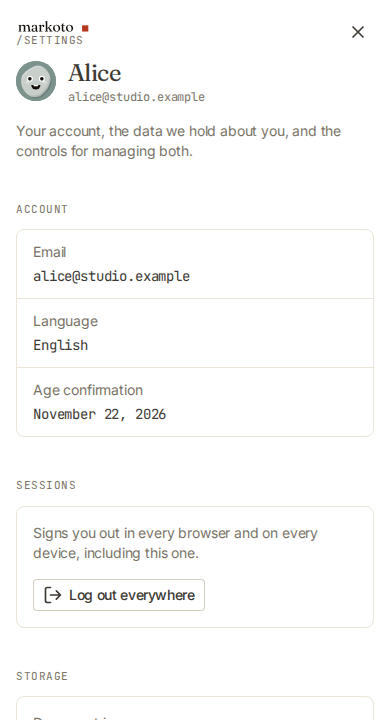 markoto
/SETTINGS
Alice
alice@studio.example
Your account, the data we hold about you, and the
controls for managing both.
ACCOUNT
Email
alice@studio.example
Language
English
Age confirmation
November 22, 2026
SESSIONS
Signs you out in every browser and on every
device, including this one.
Log out everywhere
STORAGE